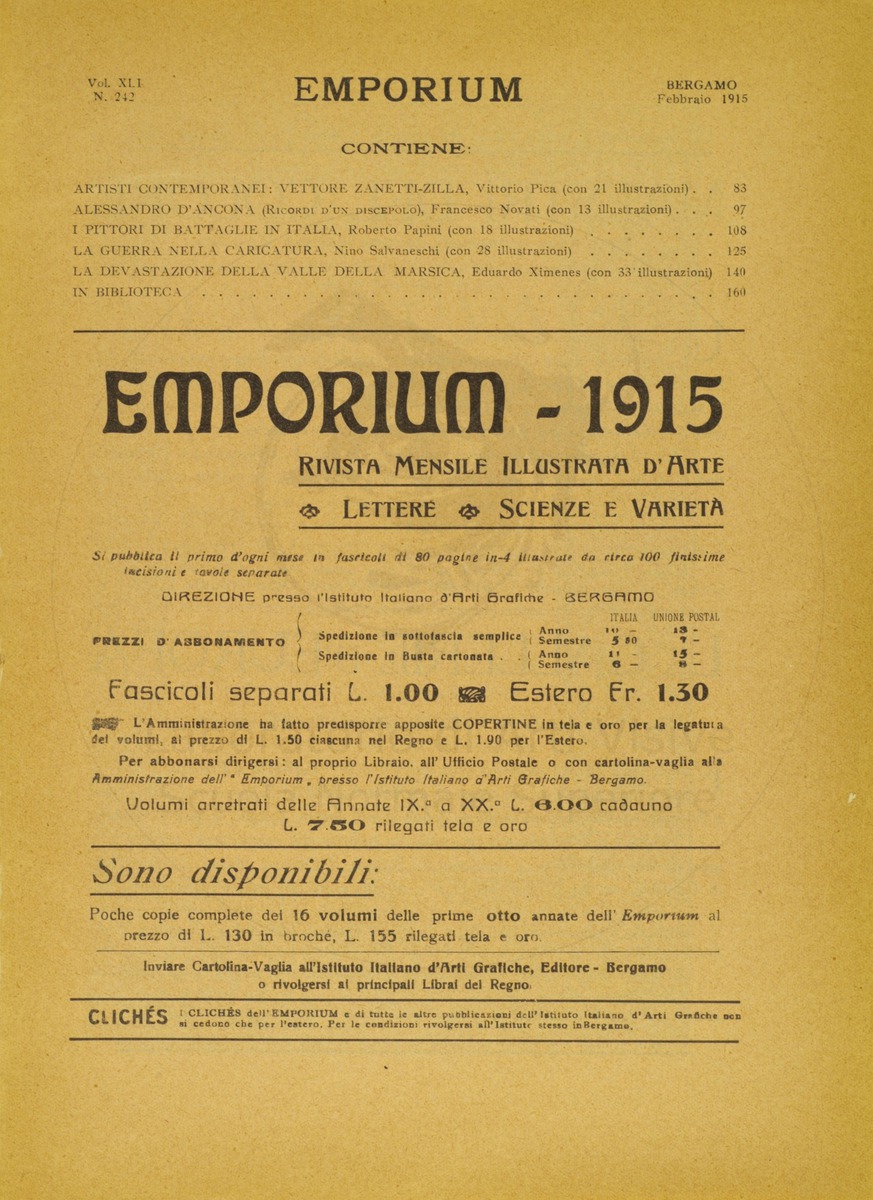 Vol. XLI
N. 242
EMPORIUM
BERGAMO
Febbraio 1915
CONTIENE:
ARTISTI CONTEMPORANEI: VETTORE ZANETTI-ZILLA, Vittorio Pica (con 21 illustrazioni) . . 83
ALESSANDRO D'ANCONA (Ricordi d'un discepolo), Francesco Novati (con 13 illustrazioni) . . . 97
I PITTORI DI BATTAGLIE IN ITALIA, Roberto Papini (con 18 illustrazioni) . . . . . . . 108
LA GUERRA NELLA CARICATURA, Nino Salvaneschi (con 28 illustrazioni) . . . . . . . 125
LA DEVASTAZIONE DELLA VALLE DELLA MARSICA, Eduardo Ximenes (con 33 illustrazioni) 140
IN BIBLIOTECA . . . . . . . . . . . . . . . . . . . . . . . . . 160
EMPORIUM - 1915
Rivista Mensile Illustrata d'Arte
Lettere Scienze e Varietà
Si pubblica il primo d'ogni mese in fascicoli di 80 pagine in-4 illustrate da circa 100 finissime
incisioni e tavole separate
DIREZIONE presso l'Istituto Italiano d'Arti Grafiche - BERGAMO
ITALIA UNIONE POSTAL
PREZZI D'ABBONAMENTO
Spedizione in sottofascia semplice Anno 10 - 13 -
Semestre 5 50 7 -
Spedizione in Busta cartonata . . Anno 11 - 15 -
Semestre 6 - 8 -
Fascicoli separati L. 1.00 Estero Fr. 1.30
L'Amministrazione ha fatto predisporre apposite COPERTINE in tela e oro per la legatura
dei volumi, al prezzo di L. 1.50 ciascuna nel Regno e L. 1.90 per l'Estero.
Per abbonarsi dirigersi: al proprio Libraio, all'Ufficio Postale o con cartolina-vaglia alla
Amministrazione dell'" Emporium „ presso l'Istituto Italiano d'Arti Grafiche - Bergamo.
Volumi arretrati delle Annate IX.a a XX.a L. 6.00 cadauno
L. 7.50 rilegati tela e oro
Sono disponibili:
Poche copie complete dei 16 volumi delle prime otto annate dell' Emporium al
prezzo di L. 130 in broché, L. 155 rilegati tela e oro.
Inviare Cartolina-Vaglia all'Istituto Italiano d'Arti Grafiche, Editore - Bergamo
o rivolgersi ai principali Librai del Regno.
CLICHÉS
I CLICHÉS dell'EMPORIUM e di tutte le altre pubblicazioni dell'Istituto Italiano d'Arti Grafiche non
si cedono che per l'estero. Per le condizioni rivolgersi all'Istituto stesso in Bergamo.